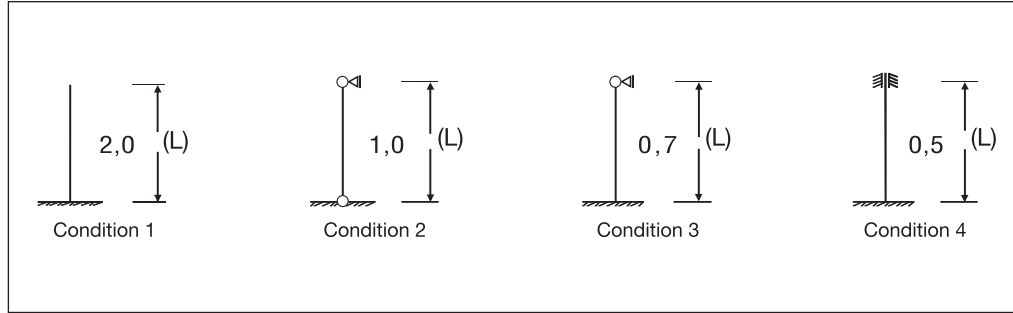 2,0 (L)
1,0 (L)
0,7 (L)
0,5 (L)
Condition 1
Condition 2
Condition 3
Condition 4